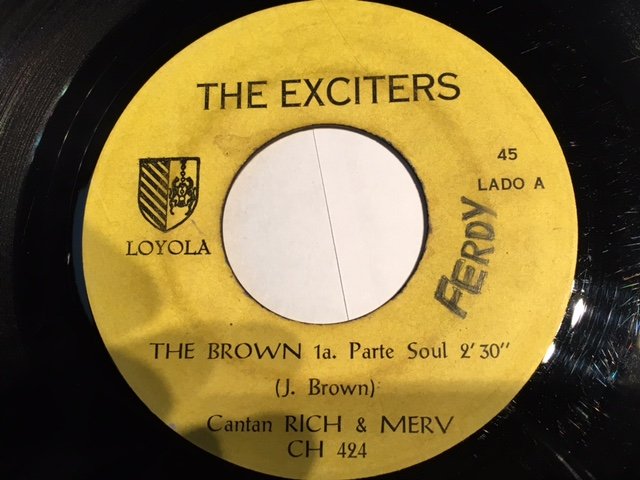 THE EXCITERS
45
LADO A
LOYOLA
FERDY
THE BROWN 1a. Parte Soul 2'30"
(J. Brown)
Cantan RICH & MERV
CH 424